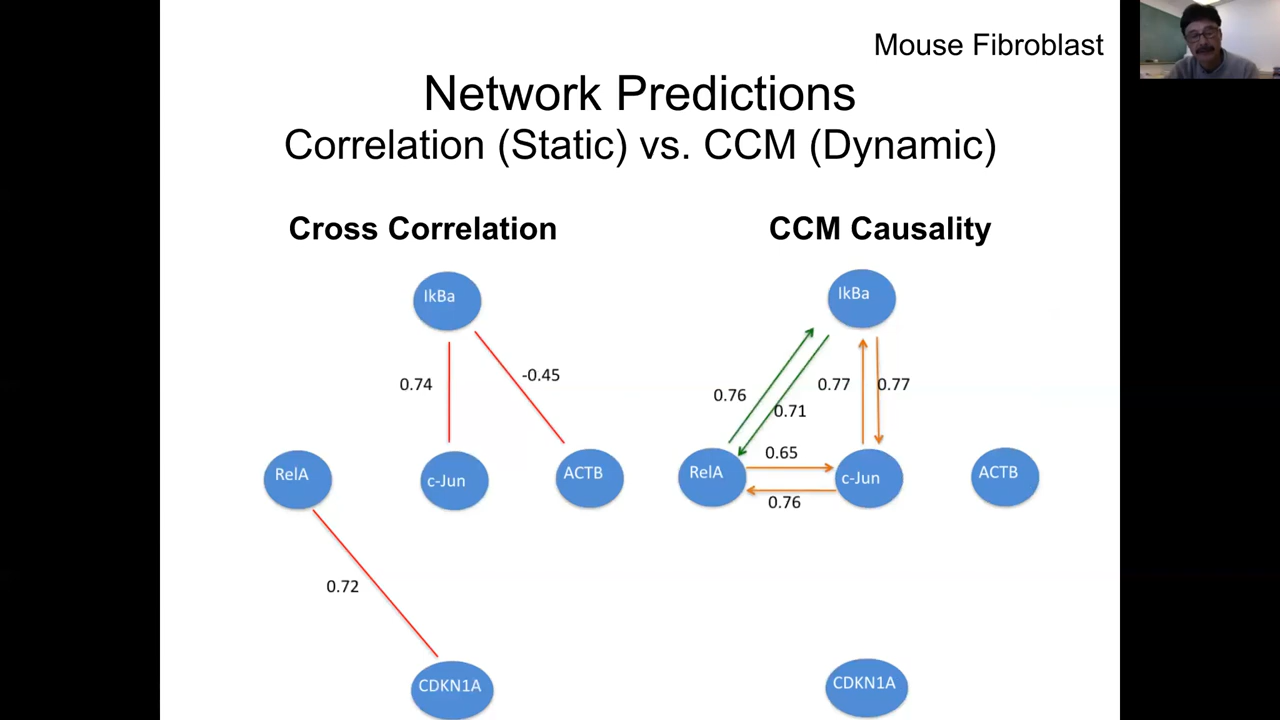 Mouse Fibroblast
Network Predictions
Correlation (Static) vs. CCM (Dynamic)
Cross Correlation
CCM Causality
IkBa
0.74
-0.45
RelA
c-Jun
ACTB
0.72
CDKN1A
IkBa
0.76
0.71
0.77
0.77
0.65
RelA
c-Jun
ACTB
0.76
CDKN1A